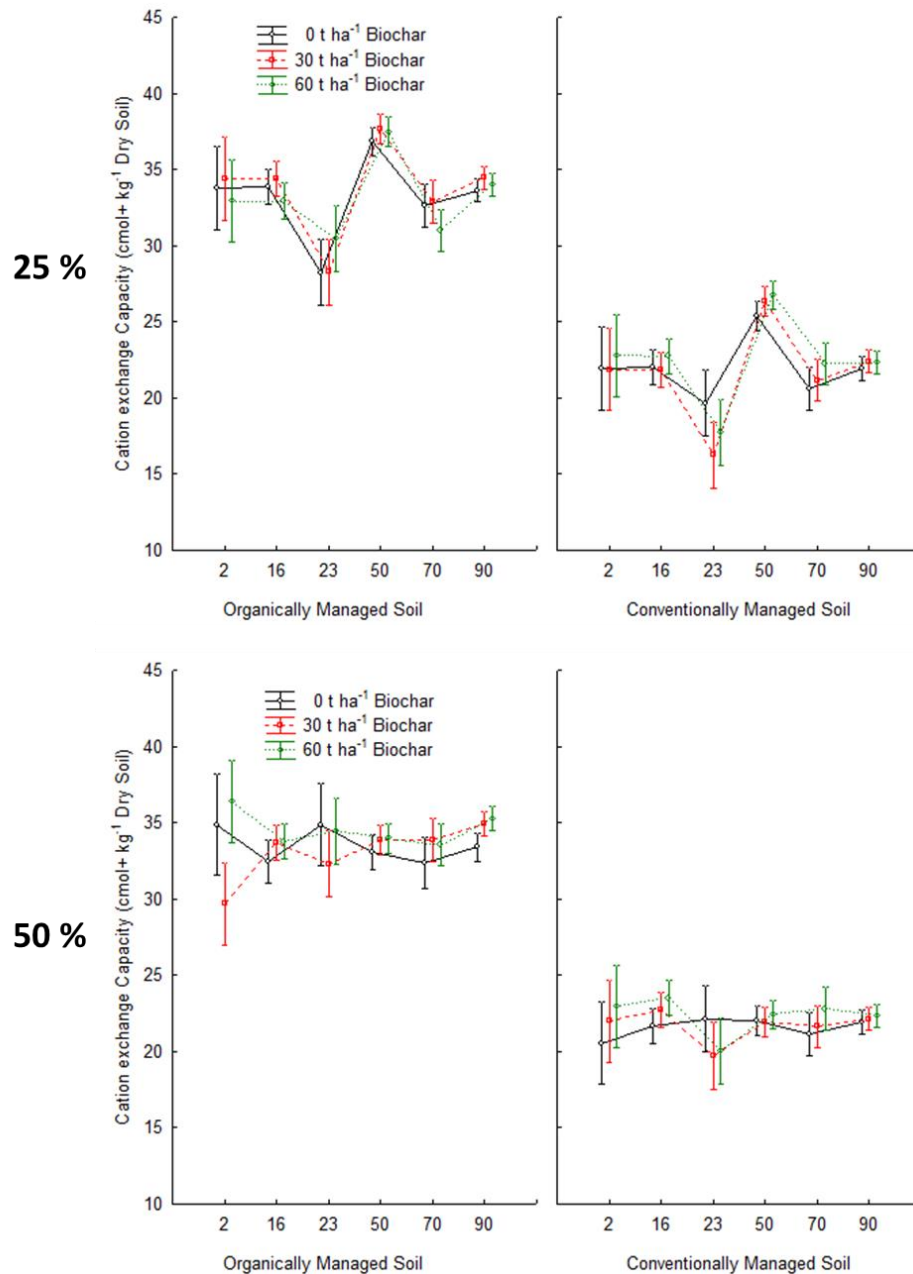 25 %
Cation exchange Capacity (cmol+ kg⁻¹ Dry Soil)
45
40
35
30
25
20
15
10
0 t ha⁻¹ Biochar
30 t ha⁻¹ Biochar
60 t ha⁻¹ Biochar
2 16 23 50 70 90
Organically Managed Soil
2 16 23 50 70 90
Conventionally Managed Soil
50 %
Cation exchange Capacity (cmol+ kg⁻¹ Dry Soil)
45
40
35
30
25
20
15
10
0 t ha⁻¹ Biochar
30 t ha⁻¹ Biochar
60 t ha⁻¹ Biochar
2 16 23 50 70 90
Organically Managed Soil
2 16 23 50 70 90
Conventionally Managed Soil